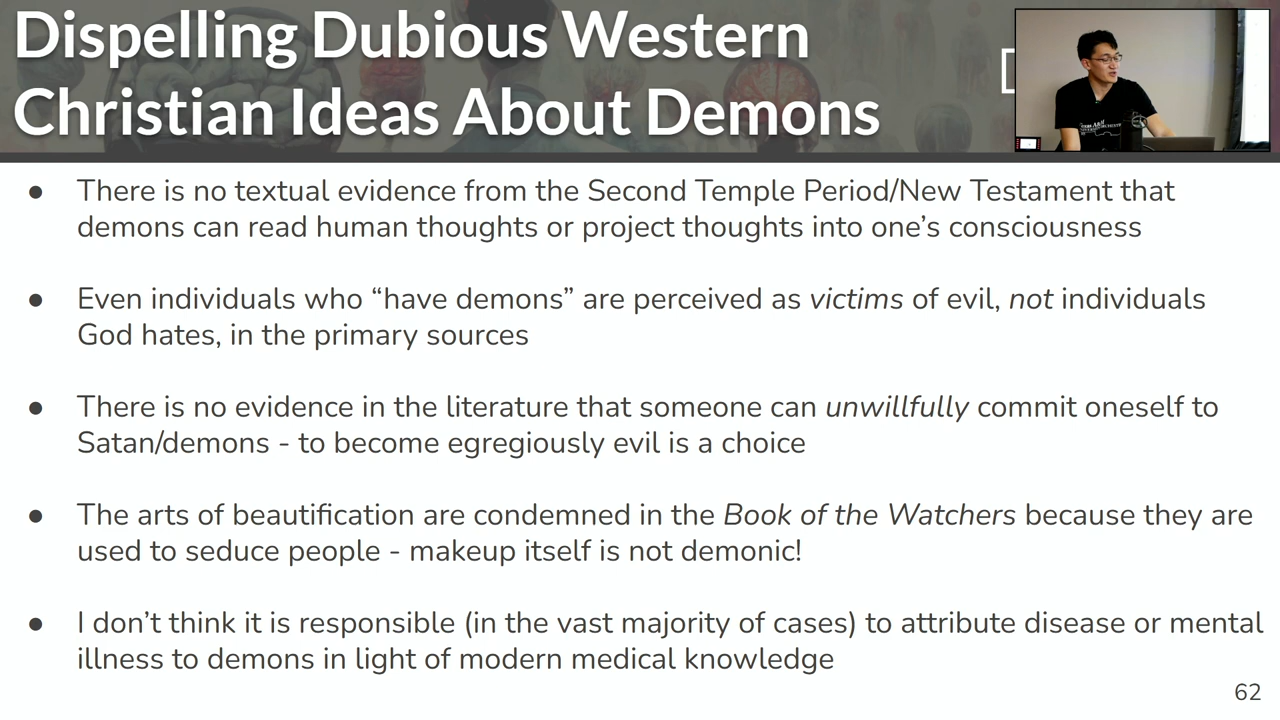 Dispelling Dubious Western
Christian Ideas About Demons
● There is no textual evidence from the Second Temple Period/New Testament that
demons can read human thoughts or project thoughts into one’s consciousness
● Even individuals who “have demons” are perceived as victims of evil, not individuals
God hates, in the primary sources
● There is no evidence in the literature that someone can unwillfully commit oneself to
Satan/demons - to become egregiously evil is a choice
● The arts of beautification are condemned in the Book of the Watchers because they are
used to seduce people - makeup itself is not demonic!
● I don’t think it is responsible (in the vast majority of cases) to attribute disease or mental
illness to demons in light of modern medical knowledge
62